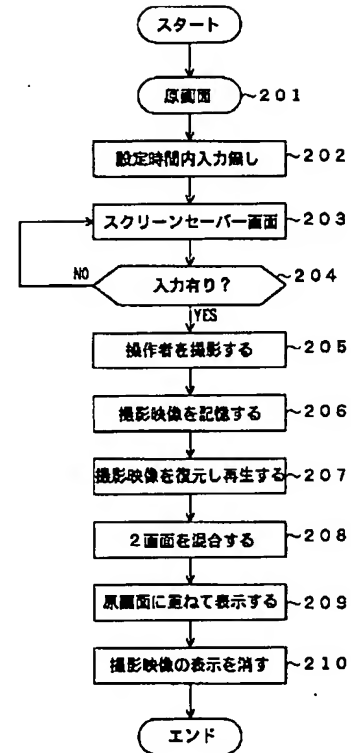 スタート
原画面 ~201
設定時間内入力無し ~202
スクリーンセーバー画面 ~203
入力有り? 204
NO
YES
操作者を撮影する ~205
撮影映像を記憶する ~206
撮影映像を復元し再生する ~207
2画面を混合する ~208
原画面に重ねて表示する ~209
撮影映像の表示を消す ~210
エンド